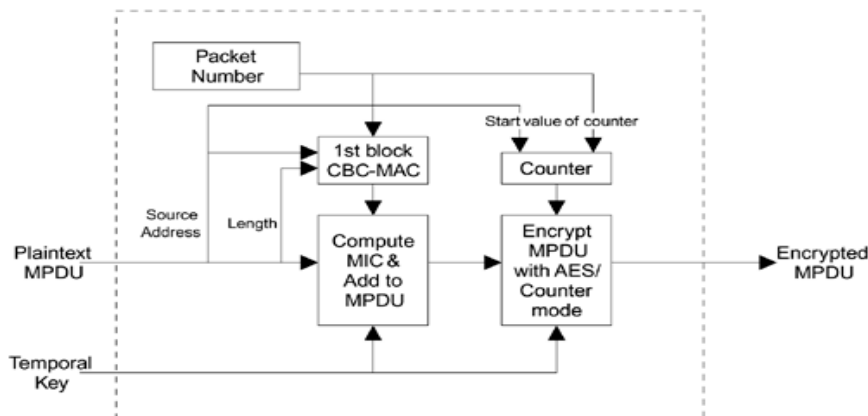 Packet
Number
Start value of counter
1st block
CBC-MAC
Counter
Source
Address
Length
Plaintext
MPDU
Compute
MIC &
Add to
MPDU
Encrypt
MPDU
with AES/
Counter
mode
Encrypted
MPDU
Temporal
Key